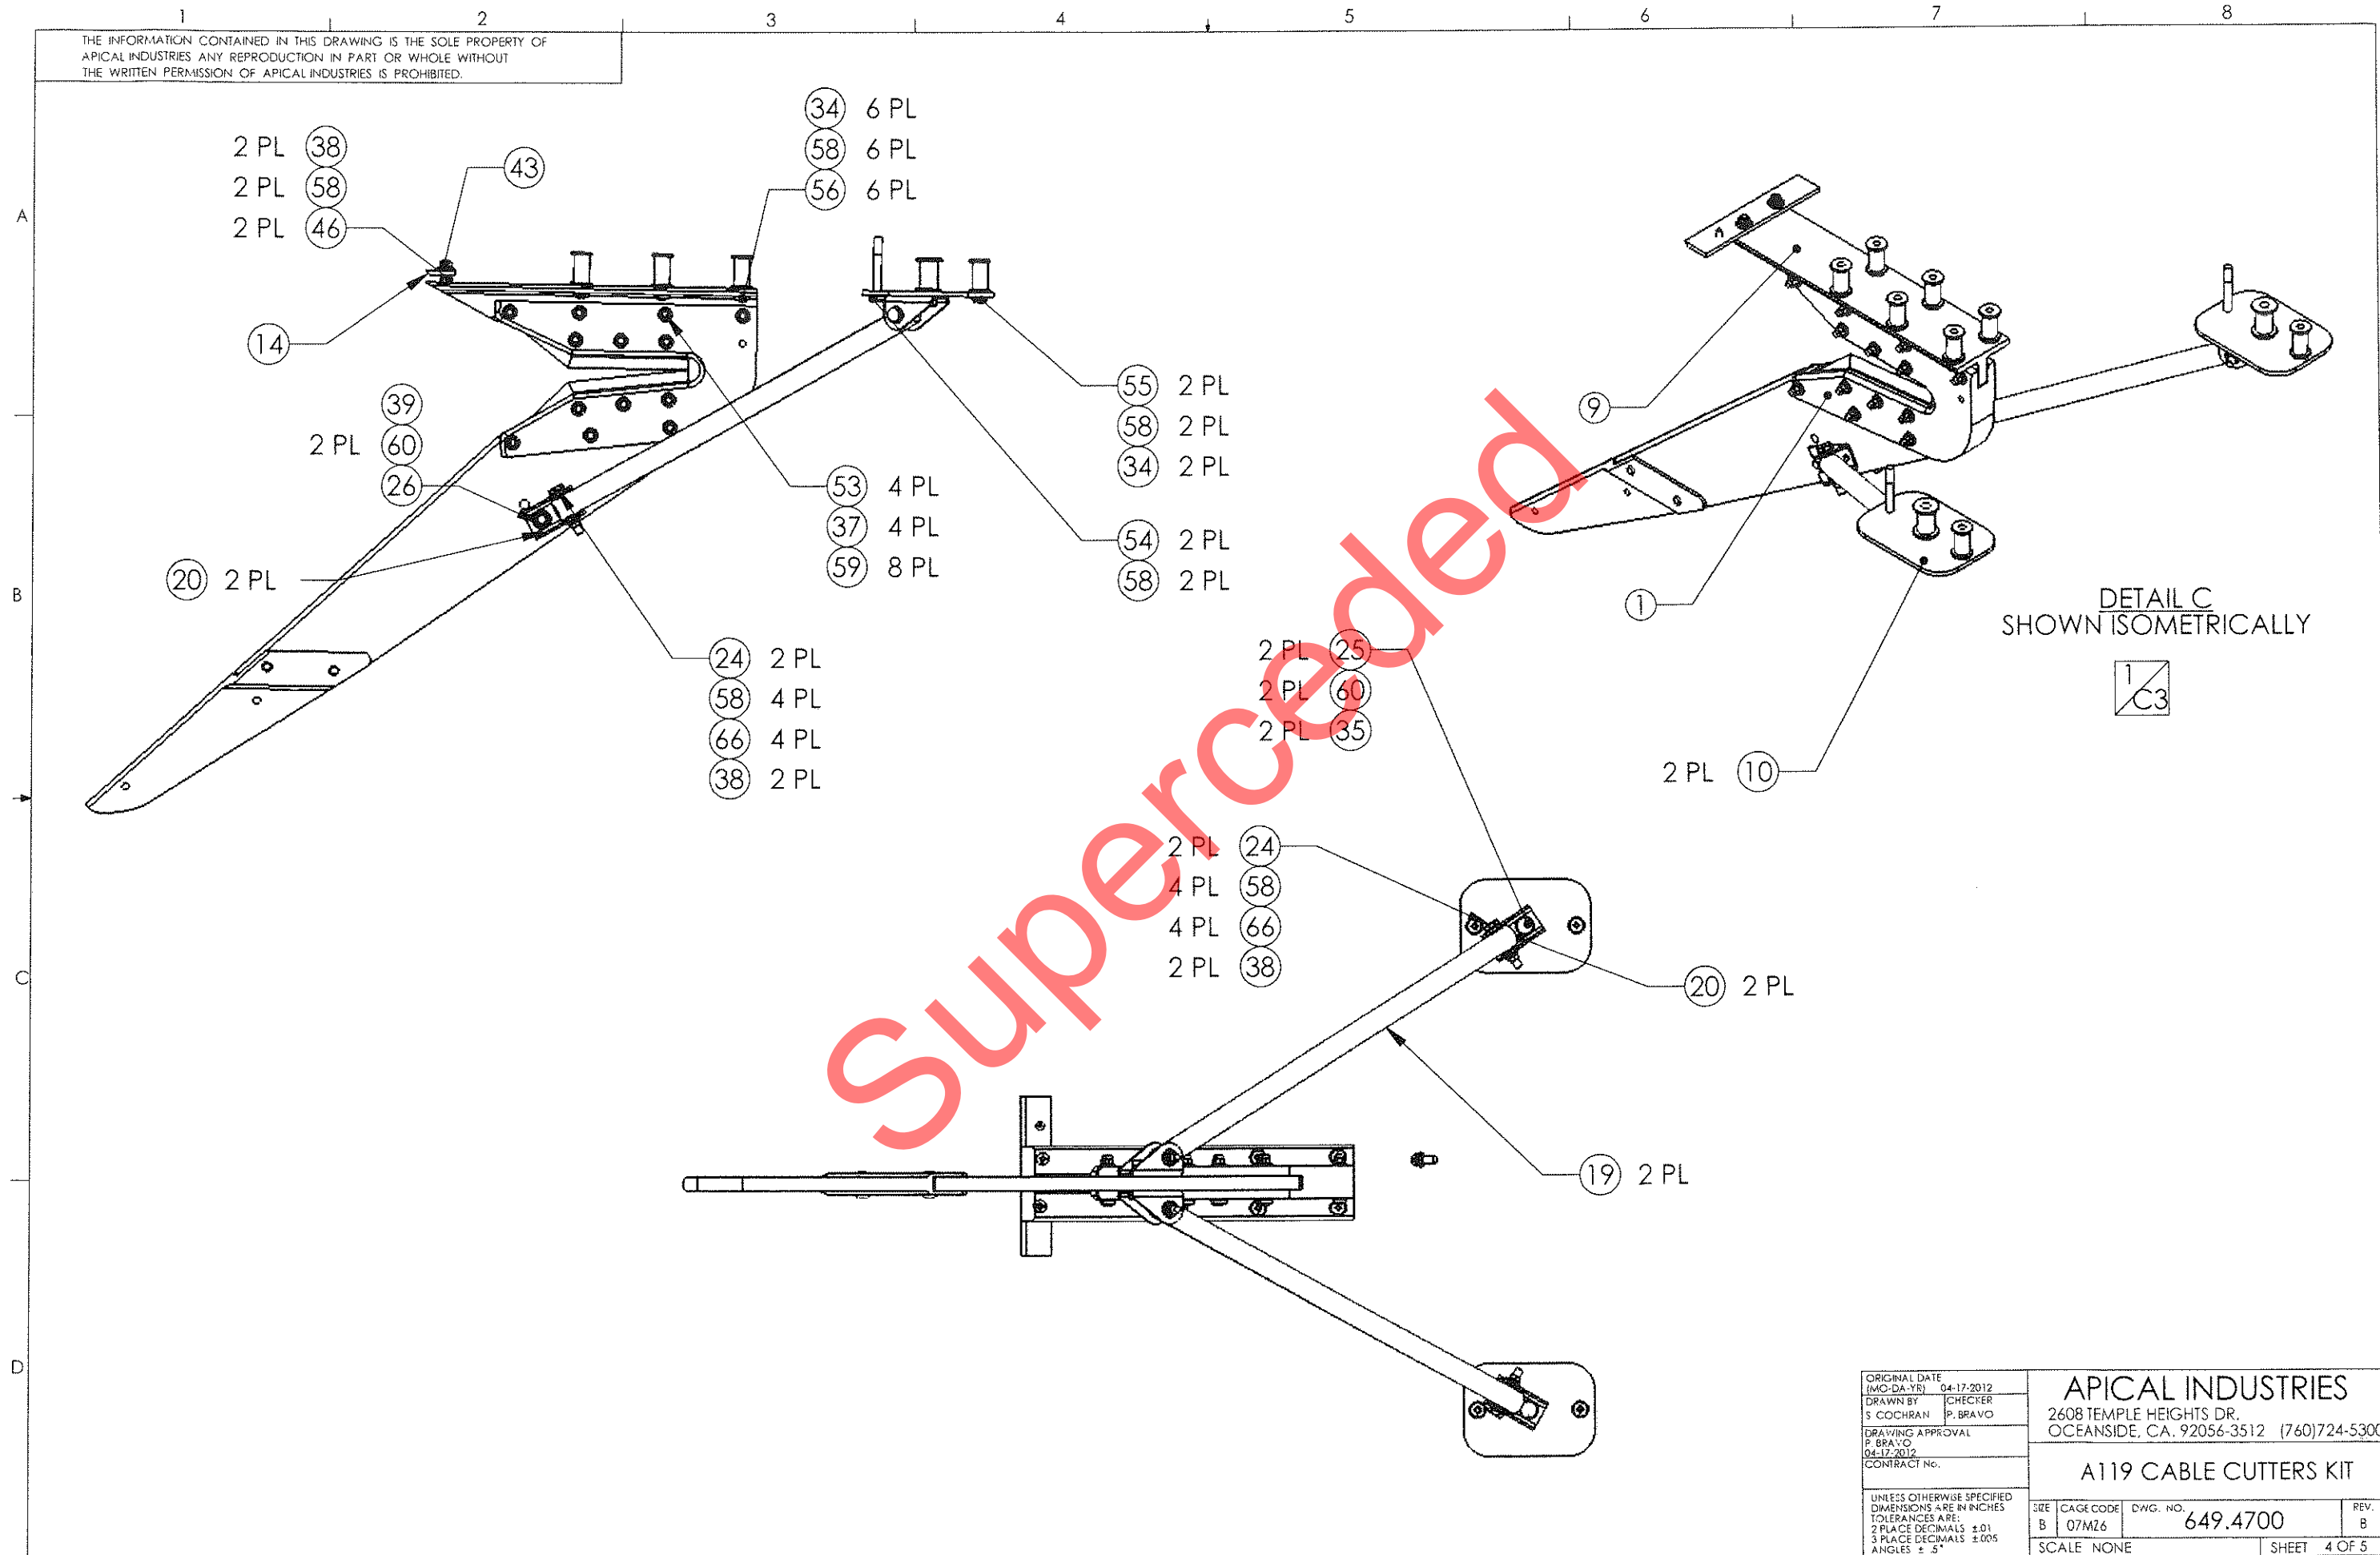 1 2 3 4 5 6 7 8
THE INFORMATION CONTAINED IN THIS DRAWING IS THE SOLE PROPERTY OF
APICAL INDUSTRIES ANY REPRODUCTION IN PART OR WHOLE WITHOUT
THE WRITTEN PERMISSION OF APICAL INDUSTRIES IS PROHIBITED.
A
B
C
D
2 PL 38
2 PL 58
2 PL 46
43
34 6 PL
58 6 PL
56 6 PL
14
39
2 PL 60
26
20 2 PL
53 4 PL
37 4 PL
59 8 PL
55 2 PL
58 2 PL
34 2 PL
54 2 PL
58 2 PL
24 2 PL
58 4 PL
66 4 PL
38 2 PL
9
1
2 PL 10
DETAIL C
SHOWN ISOMETRICALLY
1
C3
2 PL 25
2 PL 60
2 PL 35
2 PL 24
4 PL 58
4 PL 66
2 PL 38
20 2 PL
19 2 PL
Superceded
ORIGINAL DATE
(MO-DA-YR) 04-17-2012
DRAWN BY
S COCHRAN
CHECKER
P. BRAVO
DRAWING APPROVAL
P. BRAVO
04-17-2012
CONTRACT No.
UNLESS OTHERWISE SPECIFIED
DIMENSIONS ARE IN INCHES
TOLERANCES ARE:
2 PLACE DECIMALS ±.01
3 PLACE DECIMALS ±.005
ANGLES ± .5°
APICAL INDUSTRIES
2608 TEMPLE HEIGHTS DR.
OCEANSIDE, CA. 92056-3512 (760)724-5300
A119 CABLE CUTTERS KIT
SIZE
B
CAGE CODE
07MZ6
DWG. NO.
649.4700
REV.
B
SCALE NONE
SHEET 4 OF 5